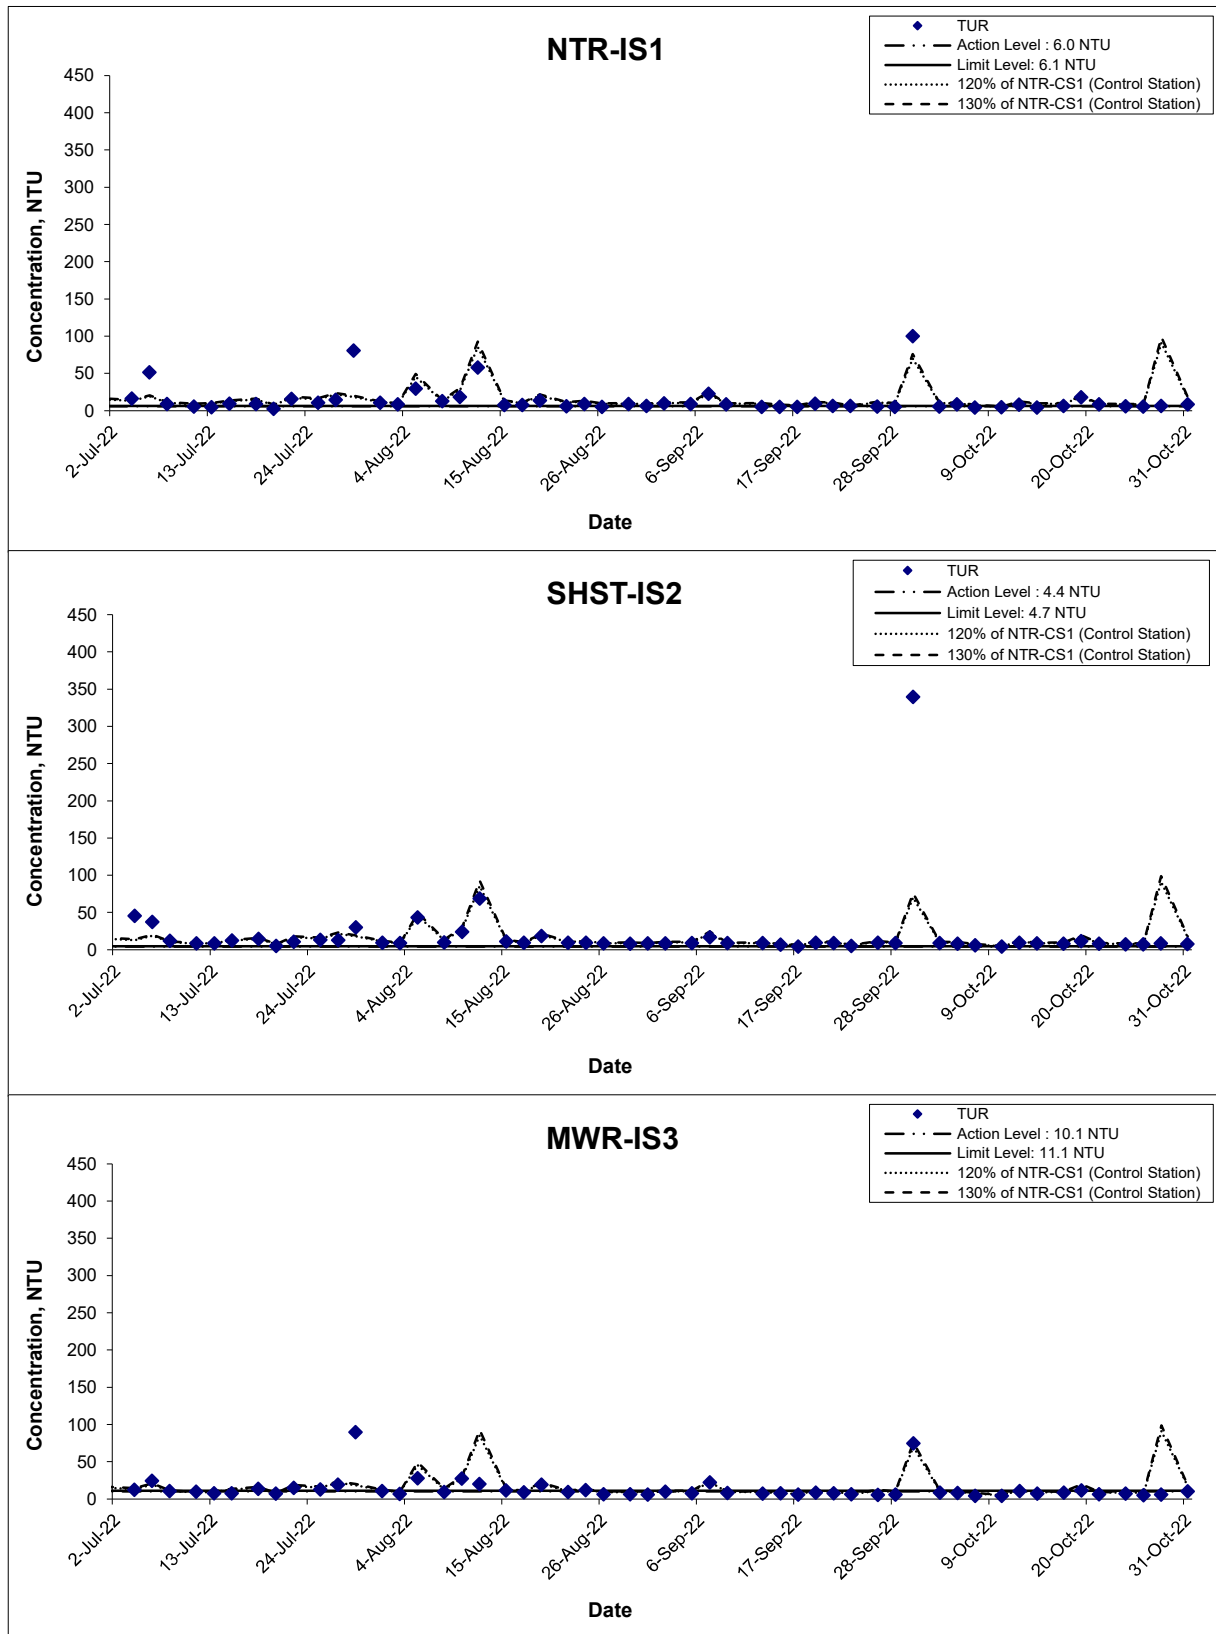 NTR-IS1
TUR
Action Level : 6.0 NTU
Limit Level: 6.1 NTU
120% of NTR-CS1 (Control Station)
130% of NTR-CS1 (Control Station)
Concentration, NTU
450
400
350
300
250
200
150
100
50
0
2-Jul-22
13-Jul-22
24-Jul-22
4-Aug-22
15-Aug-22
26-Aug-22
6-Sep-22
17-Sep-22
28-Sep-22
9-Oct-22
20-Oct-22
31-Oct-22
Date
SHST-IS2
TUR
Action Level : 4.4 NTU
Limit Level: 4.7 NTU
120% of NTR-CS1 (Control Station)
130% of NTR-CS1 (Control Station)
Concentration, NTU
450
400
350
300
250
200
150
100
50
0
2-Jul-22
13-Jul-22
24-Jul-22
4-Aug-22
15-Aug-22
26-Aug-22
6-Sep-22
17-Sep-22
28-Sep-22
9-Oct-22
20-Oct-22
31-Oct-22
Date
MWR-IS3
TUR
Action Level : 10.1 NTU
Limit Level: 11.1 NTU
120% of NTR-CS1 (Control Station)
130% of NTR-CS1 (Control Station)
Concentration, NTU
450
400
350
300
250
200
150
100
50
0
2-Jul-22
13-Jul-22
24-Jul-22
4-Aug-22
15-Aug-22
26-Aug-22
6-Sep-22
17-Sep-22
28-Sep-22
9-Oct-22
20-Oct-22
31-Oct-22
Date